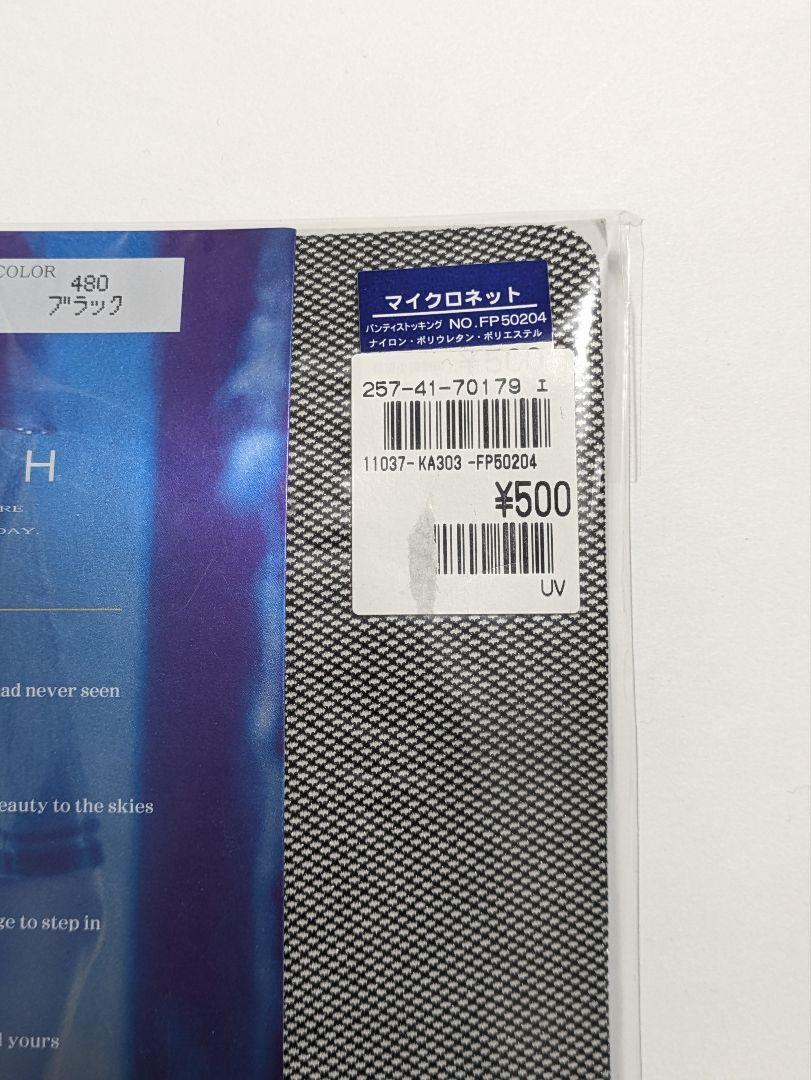 COLOR
480
ブラック
H
RE
DAY.
ad never seen
eauty to the skies
ge to step in
yours
マイクロネット
パンティストッキング NO.FP50204
ナイロン・ポリウレタン・ポリエステル
257-41-70179 エ
11037-KA303-FP50204
¥500
UV